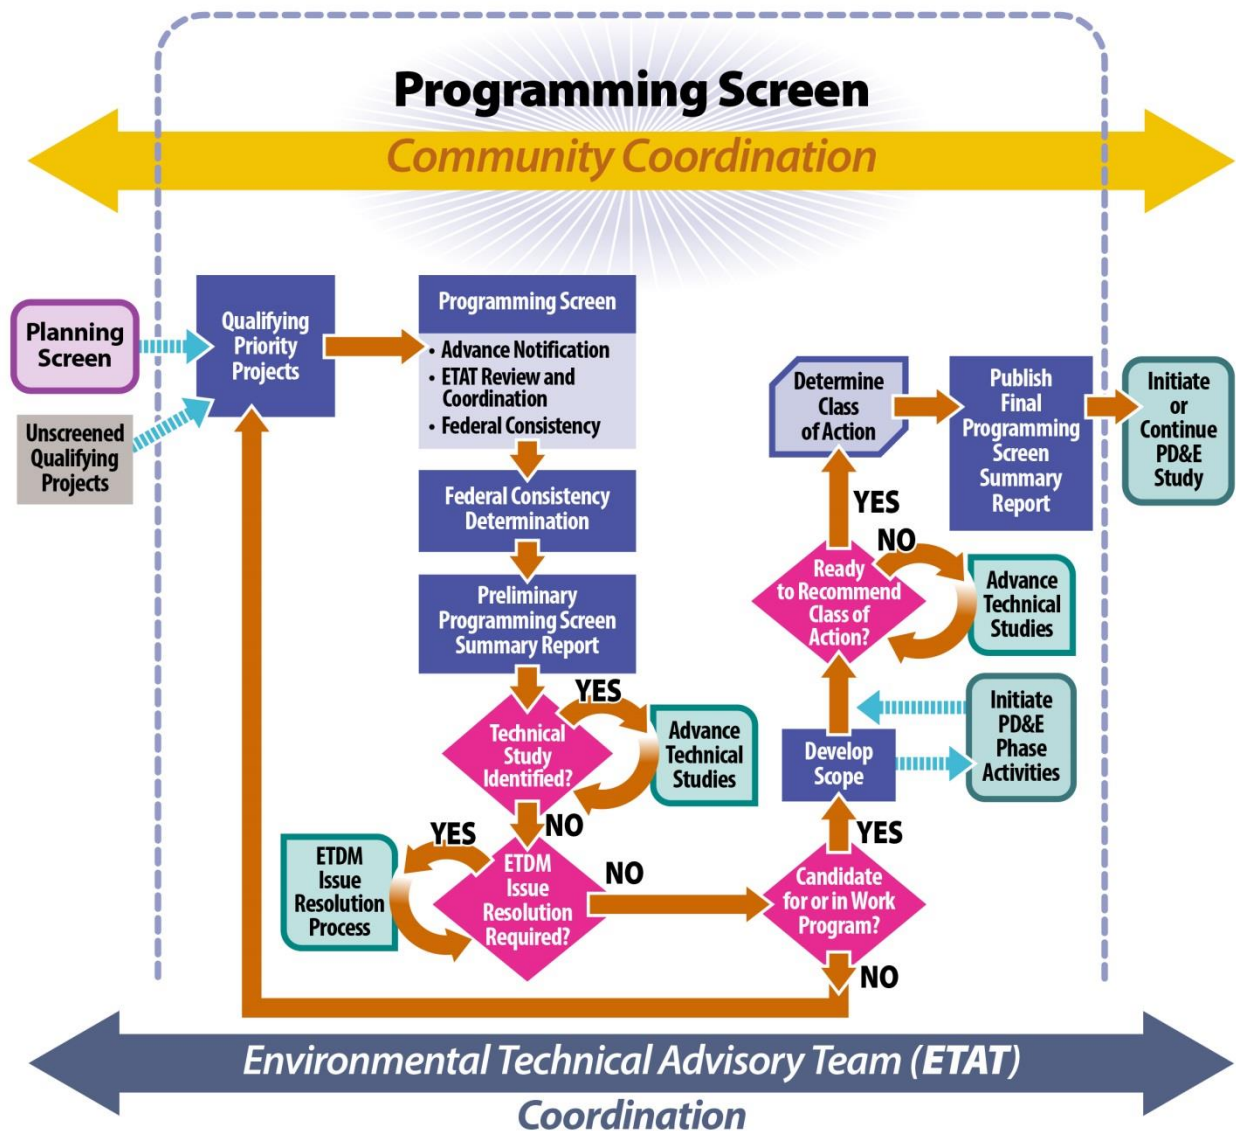 Programming Screen
Community Coordination
Planning
Screen
Unscreened
Qualifying
Projects
Qualifying
Priority
Projects
Programming Screen
• Advance Notification
• ETAT Review and
Coordination
• Federal Consistency
Federal Consistency
Determination
Preliminary
Programming Screen
Summary Report
Technical
Study
Identified?
YES
Advance
Technical
Studies
NO
ETDM
Issue
Resolution
Required?
YES
ETDM
Issue
Resolution
Process
NO
Candidate
for or in Work
Program?
NO
YES
Develop
Scope
Initiate
PD&E
Phase
Activities
Ready
to Recommend
Class of
Action?
NO
Advance
Technical
Studies
YES
Determine
Class
of Action
Publish
Final
Programming
Screen
Summary
Report
Initiate
or
Continue
PD&E
Study
Environmental Technical Advisory Team (ETAT)
Coordination